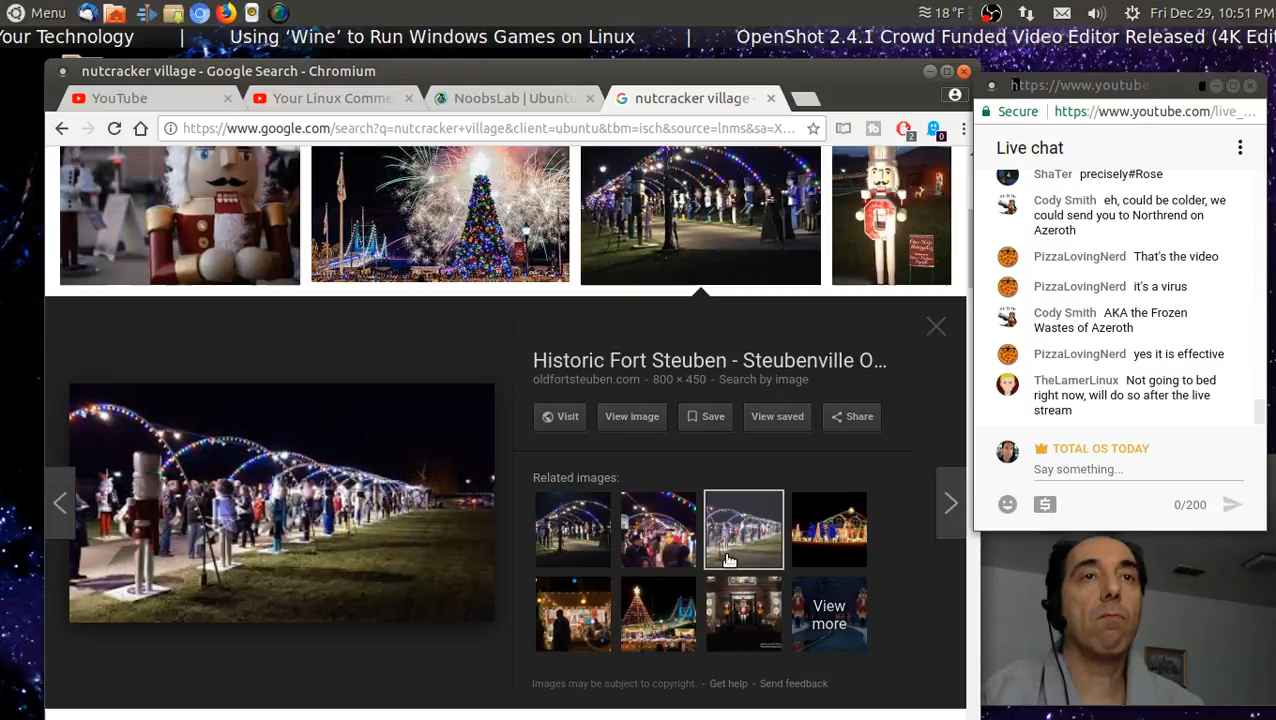 Menu
18 °F
Fri Dec 29, 10:51 PM
Your Technology | Using ‘Wine’ to Run Windows Games on Linux | OpenShot 2.4.1 Crowd Funded Video Editor Released (4K Edit
nutcracker village - Google Search - Chromium
YouTube
Your Linux Comme
NoobsLab | Ubuntu
nutcracker village -
https://www.google.com/search?q=nutcracker+village&client=ubuntu&tbm=isch&source=lnms&sa=X...
2
0
Historic Fort Steuben - Steubenville O...
oldfortsteuben.com - 800 × 450 - Search by image
Visit
View image
Save
View saved
Share
Related images:
View
more
Images may be subject to copyright. - Get help - Send feedback
https://www.youtube
Secure
https://www.youtube.com/live_...
Live chat
ShaTer precisely#Rose
Cody Smith eh, could be colder, we
could send you to Northrend on
Azeroth
PizzaLovingNerd That's the video
PizzaLovingNerd it's a virus
Cody Smith AKA the Frozen
Wastes of Azeroth
PizzaLovingNerd yes it is effective
TheLamerLinux Not going to bed
right now, will do so after the live
stream
TOTAL OS TODAY
Say something...
0/200